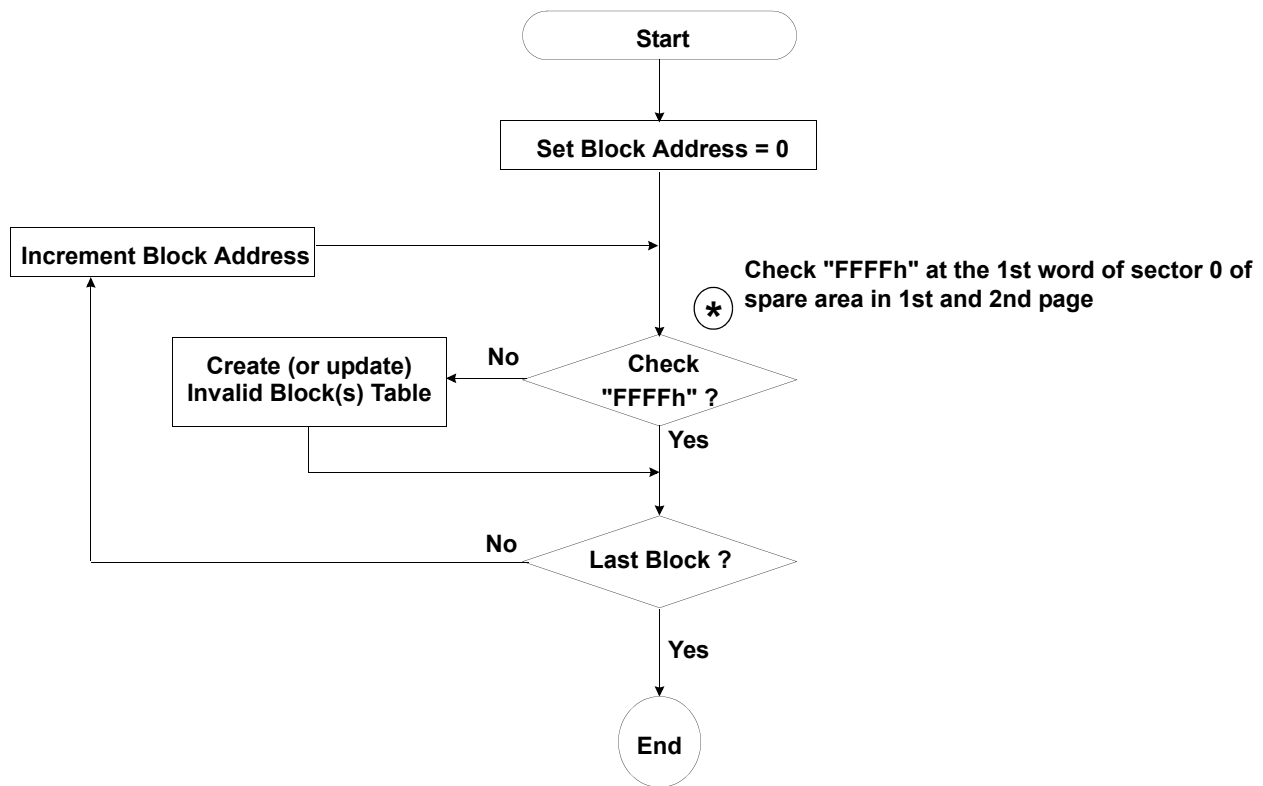 Start
Set Block Address = 0
Increment Block Address
Check "FFFFh" at the 1st word of sector 0 of
spare area in 1st and 2nd page
*
No
Create (or update)
Invalid Block(s) Table
Check
"FFFFh" ?
Yes
No
Last Block ?
Yes
End